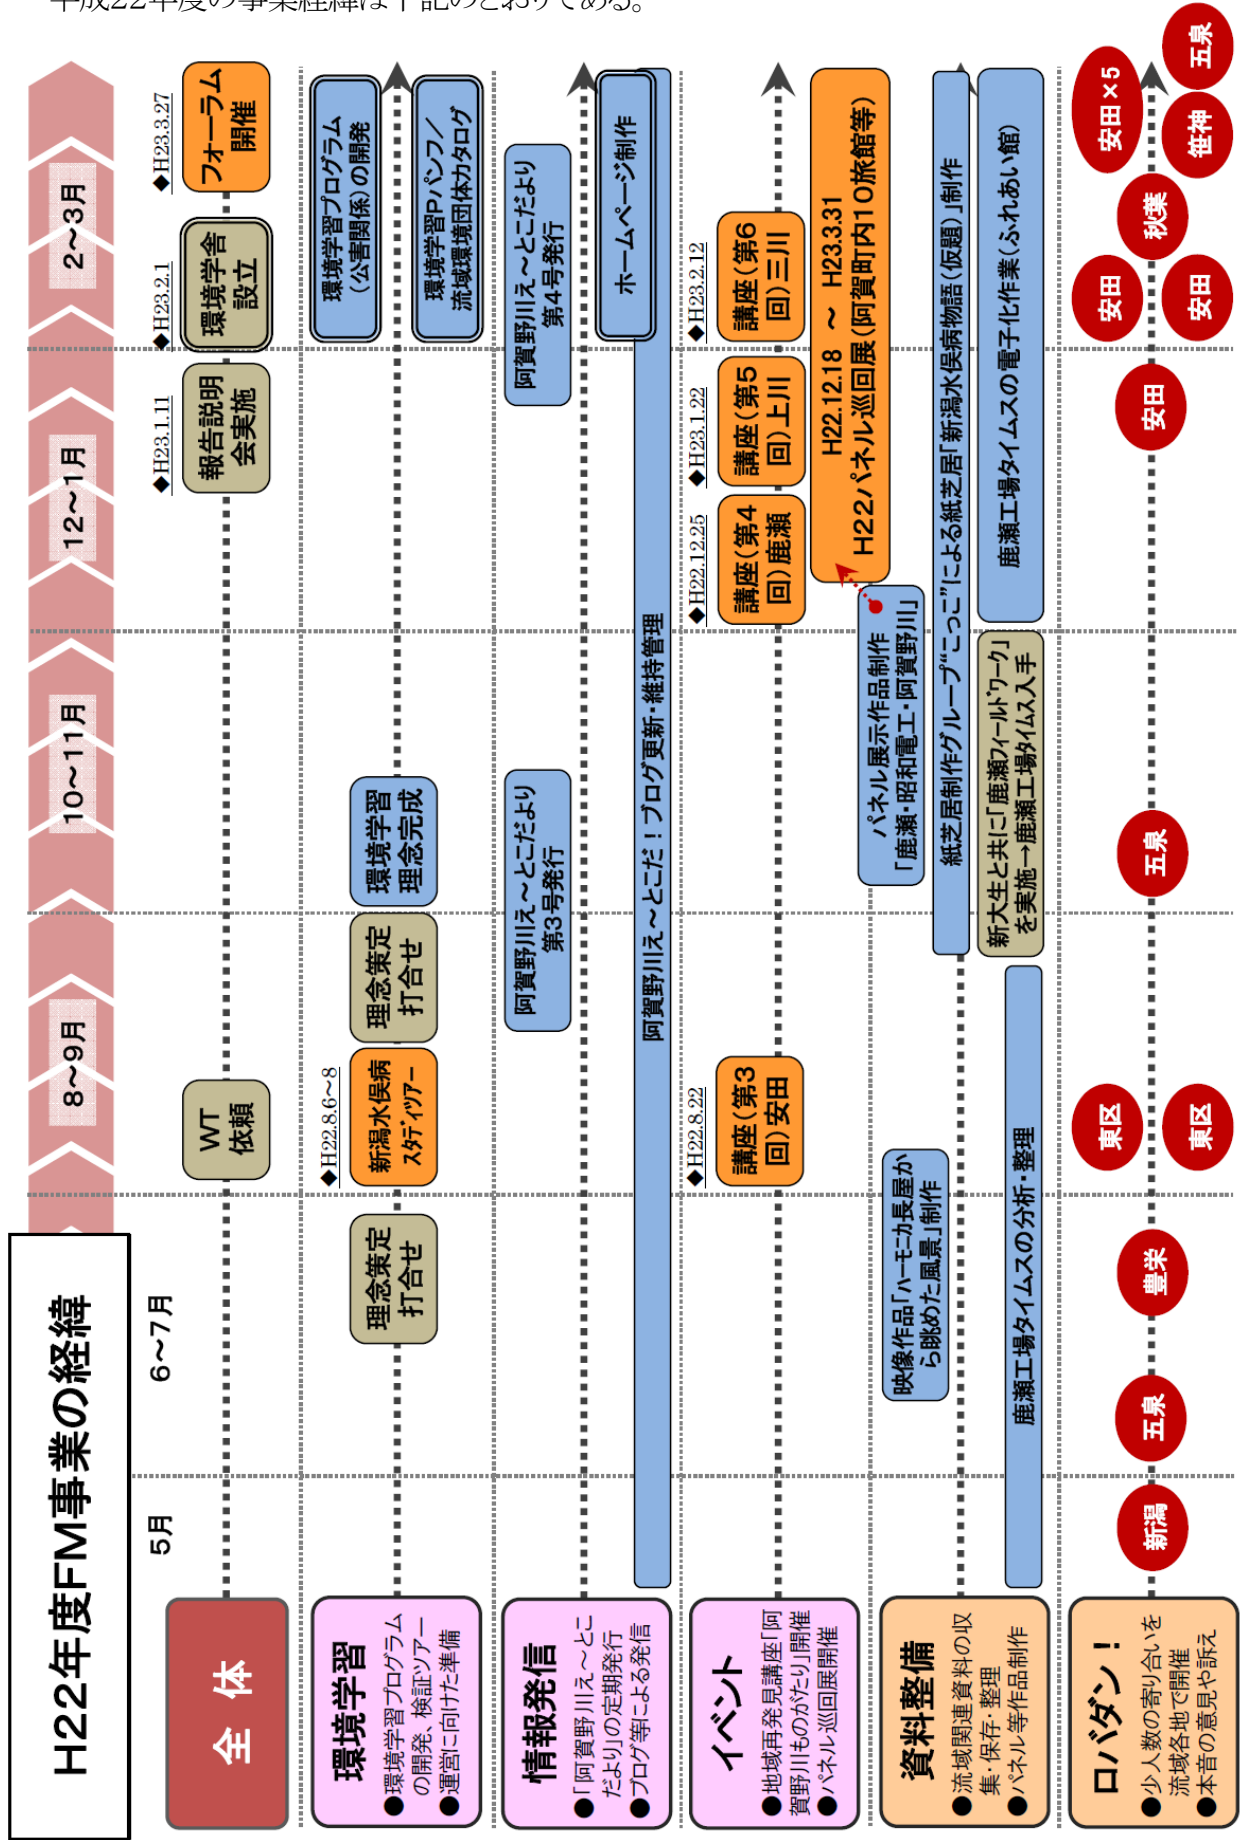 平成22年度の事業経緯は下記のとおりである。
H22年度FM事業の経緯
5月
6～7月
8～9月
10～11月
12～1月
2～3月
全 体
WT
依頼
◆H23.1.11
報告説明
会実施
◆H23.2.1
環境学舎
設立
◆H23.3.27
フォーラム
開催
環境学習
●環境学習プログラム
の開発、検証ツアー
●運営に向けた準備
理念策定
打合せ
◆H22.8.6～8
新潟水俣病
スタディツアー
理念策定
打合せ
環境学習
理念完成
環境学習プログラム
（公害関係）の開発
環境学習Pパンフ／
流域環境団体カタログ
情報発信
●「阿賀野川え～とこ
だより」の定期発行
●ブログ等による発信
阿賀野川え～とこだより
第3号発行
阿賀野川え～とこだより
第4号発行
阿賀野川え～とこだ！ブログ更新・維持管理
ホームページ制作
イベント
●地域再発見講座「阿
賀野川ものがたり」開催
●パネル巡回展開催
◆H22.8.22
講座（第3
回）安田
◆H22.12.25
講座（第4
回）鹿瀬
◆H23.1.22
講座（第5
回）上川
◆H23.2.12
講座（第6
回）三川
H22.12.18 ～ H23.3.31
H22パネル巡回展（阿賀町内10旅館等）
資料整備
●流域関連資料の収
集・保存・整理
●パネル等作品制作
映像作品「ハーモニカ長屋か
ら眺めた風景」制作
パネル展示作品制作
「鹿瀬・昭和電工・阿賀野川」
紙芝居制作グループ“こっこ”による紙芝居「新潟水俣病物語（仮題）」制作
鹿瀬工場タイムスの分析・整理
新大生と共に「鹿瀬フィールドワーク」
を実施→鹿瀬工場タイムス入手
鹿瀬工場タイムスの電子化作業（ふれあい館）
ロバダン！
●少人数の寄り合いを
流域各地で開催
●本音の意見や訴え
新潟
五泉
豊栄
東区
東区
五泉
安田
安田
安田
秋葉
安田×5
笹神
五泉